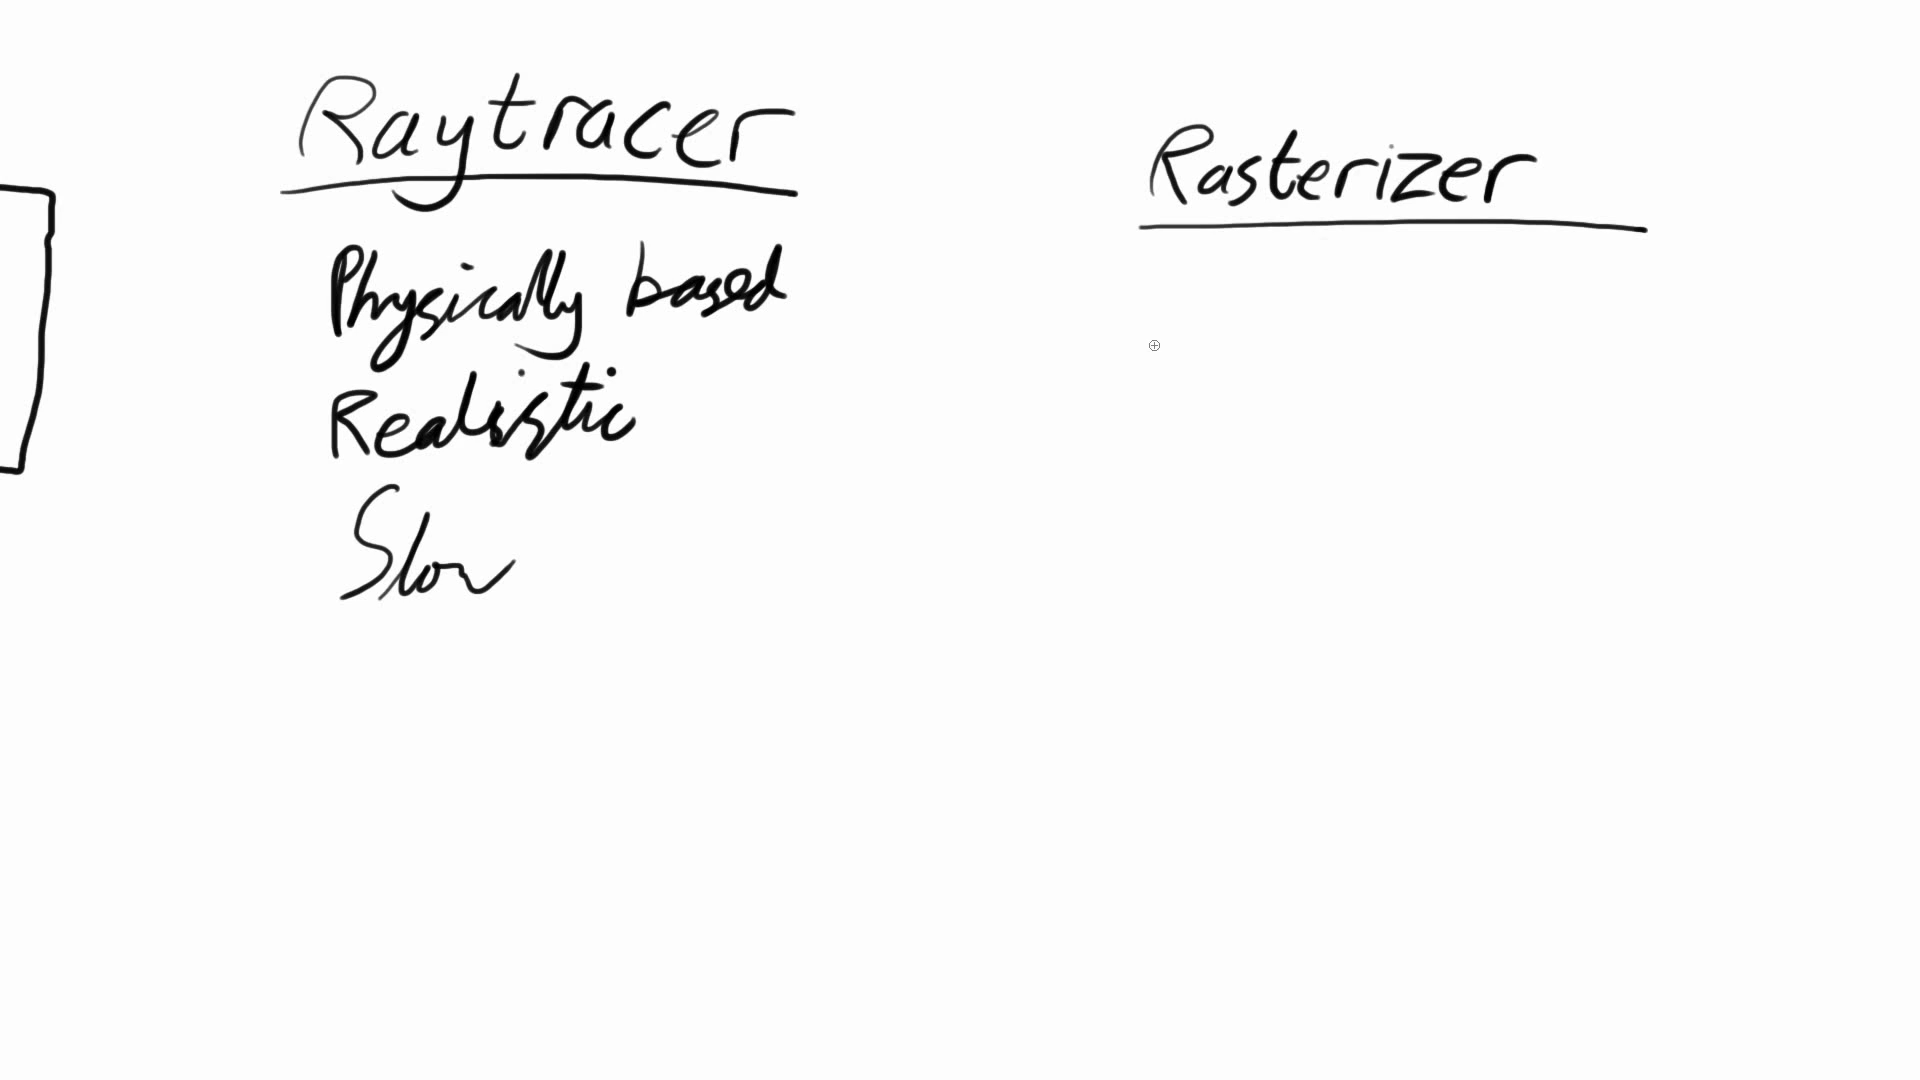 Raytracer
Rasterizer
Physically based
Realistic
Slow